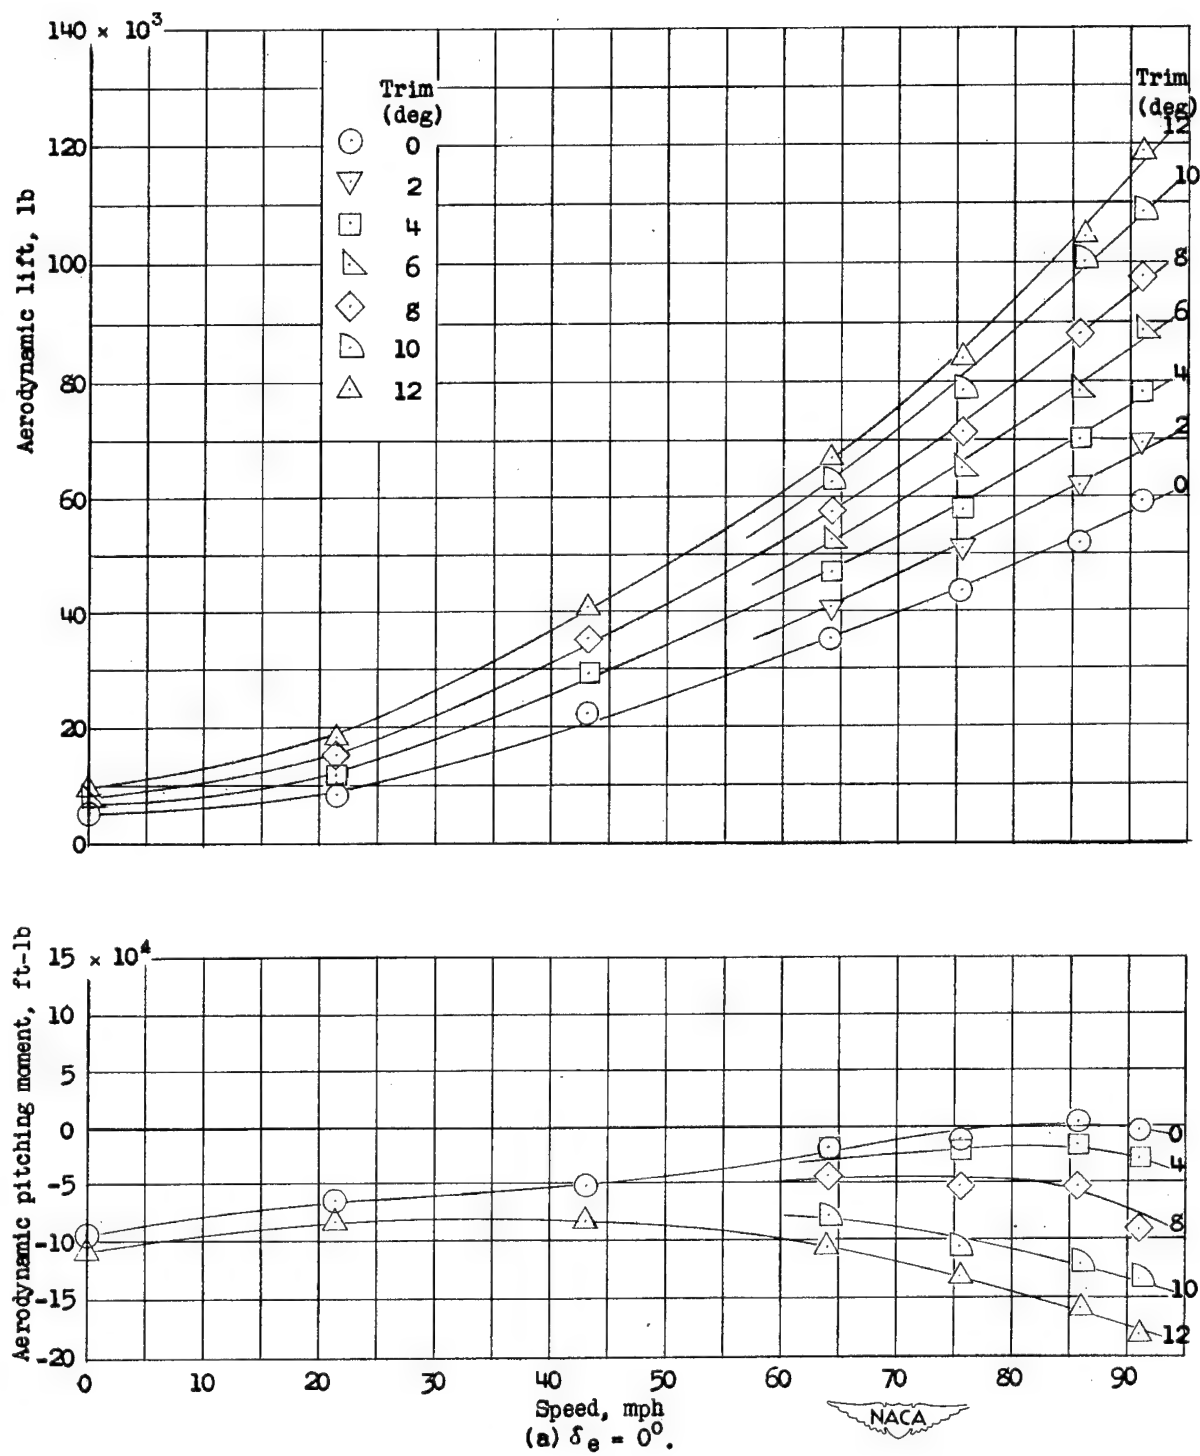 140 × 10³
120
100
80
60
40
20
0
Aerodynamic lift, lb
Trim
(deg)
0
2
4
6
8
10
12
Trim
(deg)
12
10
8
6
4
2
0
15 × 10⁴
10
5
0
-5
-10
-15
-20
Aerodynamic pitching moment, ft-lb
0
4
8
10
12
0 10 20 30 40 50 60 70 80 90
Speed, mph
(a) δe = 0°.
NACA